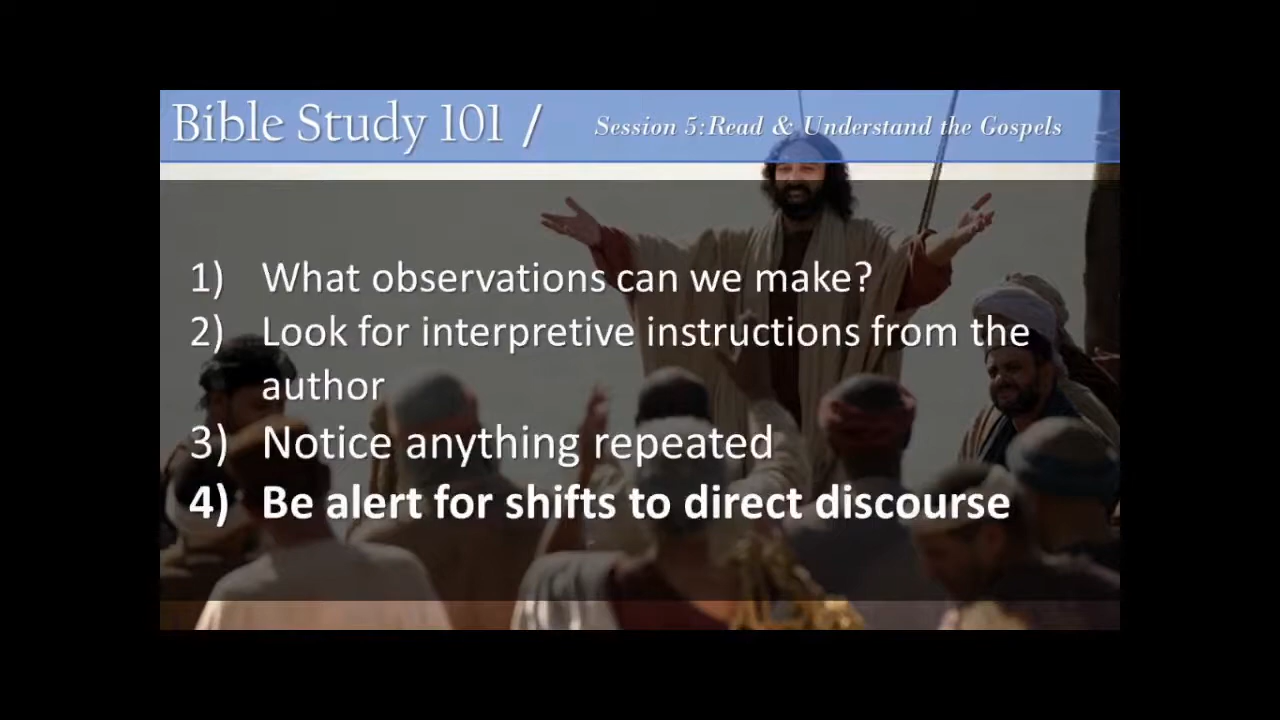 Bible Study 101 / Session 5:Read & Understand the Gospels
1) What observations can we make?
2) Look for interpretive instructions from the
author
3) Notice anything repeated
4) Be alert for shifts to direct discourse